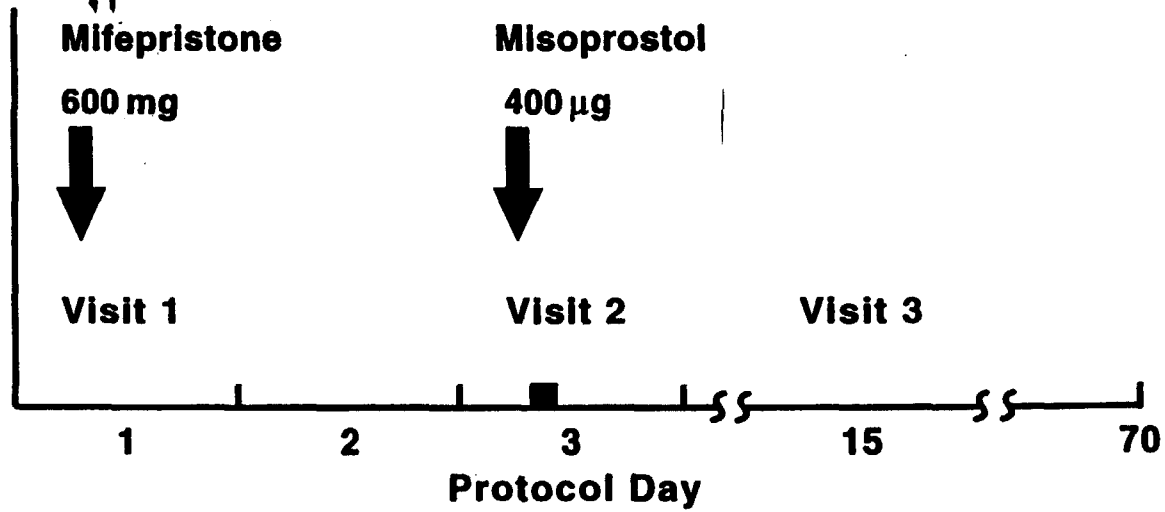 Mifepristone
Misoprostol
600 mg
400 μg
Visit 1
Visit 2
Visit 3
1
2
3
15
70
Protocol Day